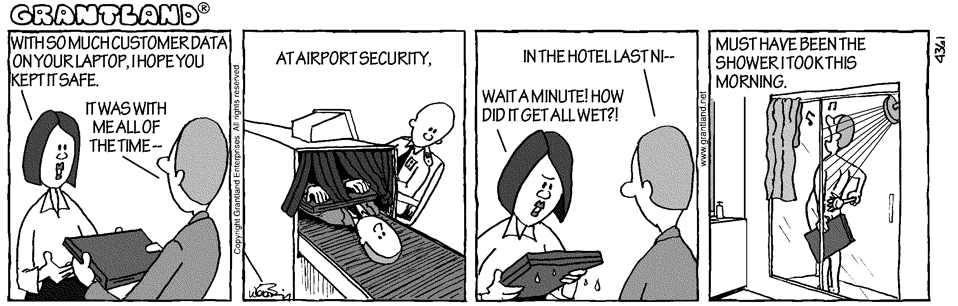 GRANTLAND®
WITH SO MUCH CUSTOMER DATA
ON YOUR LAPTOP, I HOPE YOU
KEPT IT SAFE.
IT WAS WITH
ME ALL OF
THE TIME--
Copyright Grantland Enterprises. All rights reserved
AT AIRPORT SECURITY,
IN THE HOTEL LAST NI--
WAIT A MINUTE! HOW
DID IT GET ALL WET?!
www.grantland.net
MUST HAVE BEEN THE
SHOWER I TOOK THIS
MORNING.